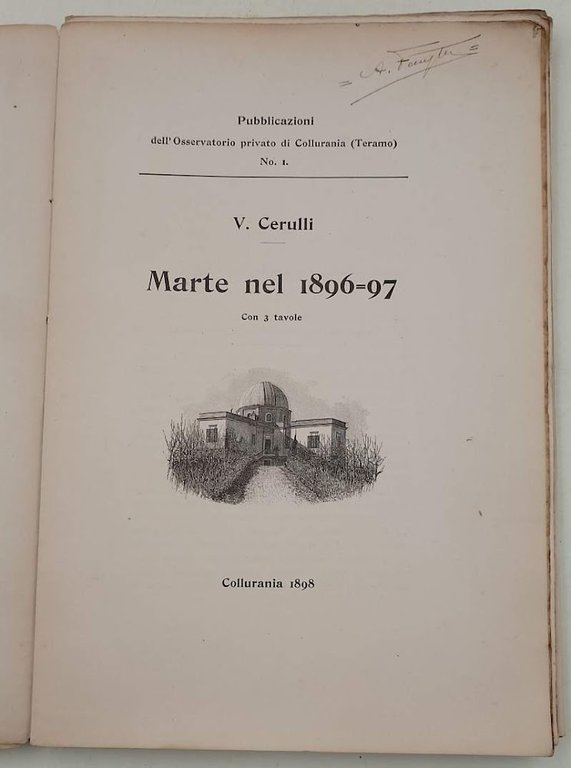 Pubblicazioni
dell'Osservatorio privato di Collurania (Teramo)
No. 1.
V. Cerulli
Marte nel 1896=97
Con 3 tavole
Collurania 1898